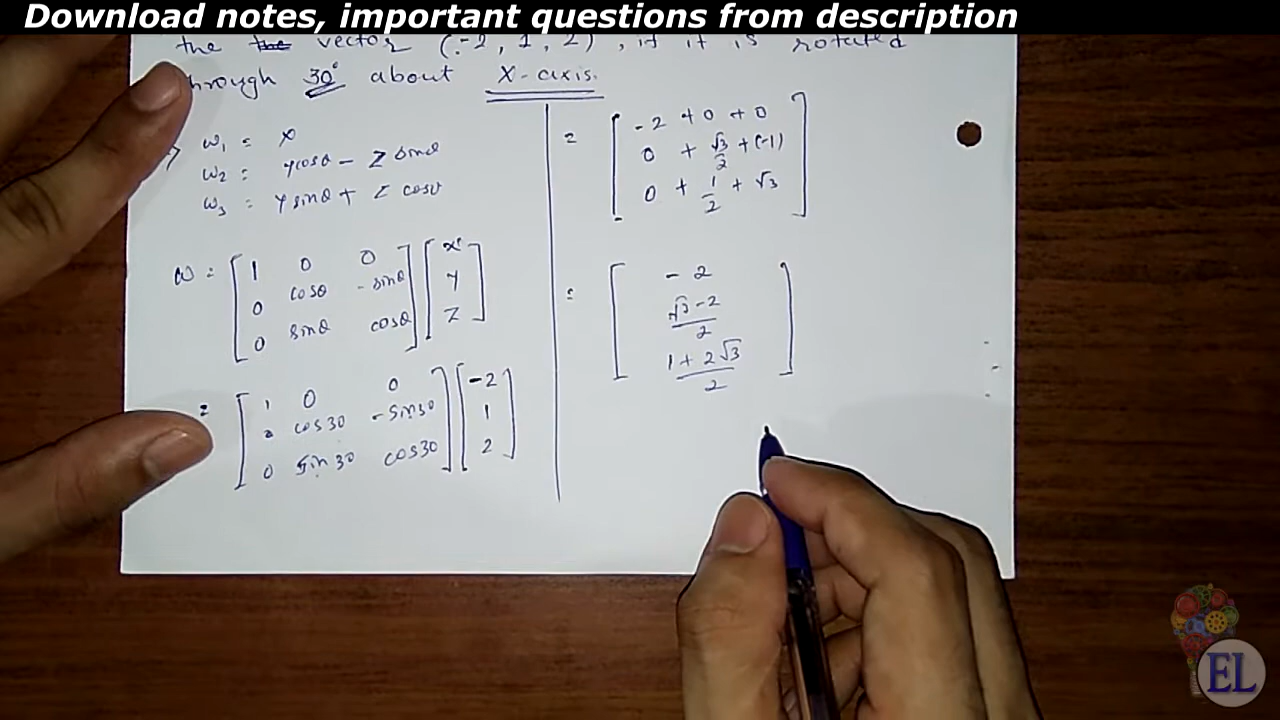 Download notes, important questions from description
the the vector (-2, 1, 2), if it is rotated
through 30° about X-axis.
w₁ = x
w₂ = ycosθ - z sinθ
w₃ = y sinθ + z cosθ
w = [ 1 0 0 ] [ x ]
0 cosθ -sinθ y
0 sinθ cosθ z
= [ 1 0 0 ] [ -2 ]
cos30 -sin30 1
0 sin30 cos30 2
= [ -2 + 0 + 0 ]
0 + √3/2 + (-1)
0 + 1/2 + √3
= [ -2 ]
√3-2/2
1+2√3/2
EL